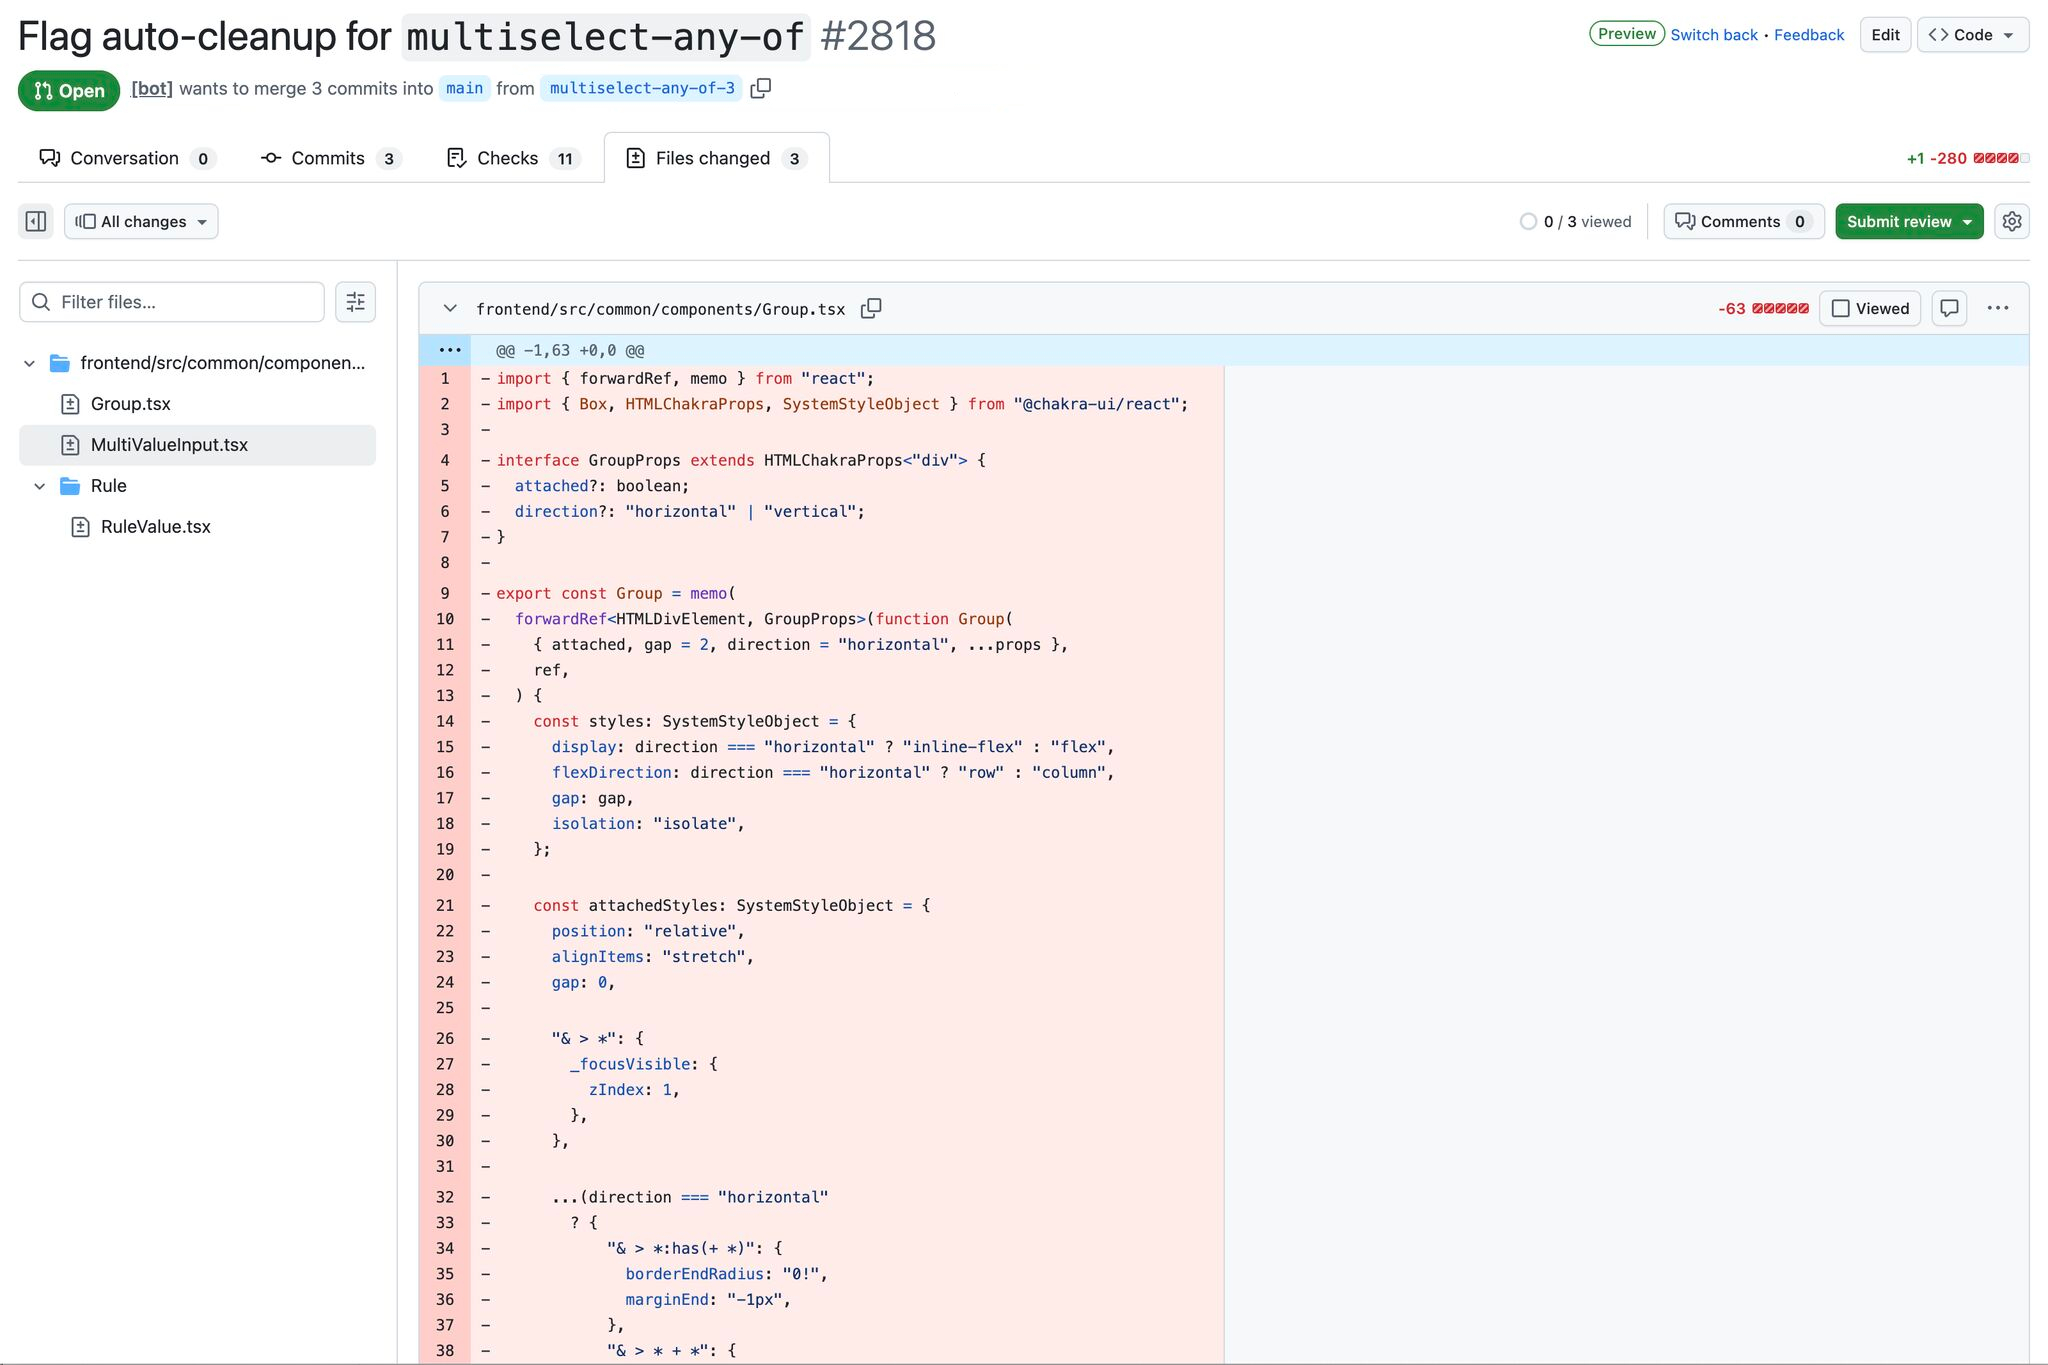 Flag auto-cleanup for multiselect-any-of #2818
Preview Switch back • Feedback Edit <> Code
Open [bot] wants to merge 3 commits into main from multiselect-any-of-3
Conversation 0 Commits 3 Checks 11 Files changed 3 +1 -280
All changes 0 / 3 viewed Comments 0 Submit review
Filter files...
frontend/src/common/componen...
Group.tsx
MultiValueInput.tsx
Rule
RuleValue.tsx
frontend/src/common/components/Group.tsx -63 Viewed ...
... @@ -1,63 +0,0 @@
1 - import { forwardRef, memo } from "react";
2 - import { Box, HTMLChakraProps, SystemStyleObject } from "@chakra-ui/react";
3 -
4 - interface GroupProps extends HTMLChakraProps<"div"> {
5 -   attached?: boolean;
6 -   direction?: "horizontal" | "vertical";
7 - }
8 -
9 - export const Group = memo(
10 -   forwardRef<HTMLDivElement, GroupProps>(function Group(
11 -     { attached, gap = 2, direction = "horizontal", ...props },
12 -     ref,
13 -   ) {
14 -     const styles: SystemStyleObject = {
15 -       display: direction === "horizontal" ? "inline-flex" : "flex",
16 -       flexDirection: direction === "horizontal" ? "row" : "column",
17 -       gap: gap,
18 -       isolation: "isolate",
19 -     };
20 -
21 -     const attachedStyles: SystemStyleObject = {
22 -       position: "relative",
23 -       alignItems: "stretch",
24 -       gap: 0,
25 -
26 -       "& > *": {
27 -         _focusVisible: {
28 -           zIndex: 1,
29 -         },
30 -       },
31 -
32 -       ...(direction === "horizontal"
33 -         ? {
34 -             "& > *:has(+ *)": {
35 -               borderEndRadius: "0!",
36 -               marginEnd: "-1px",
37 -             },
38 -             "& > * + *": {